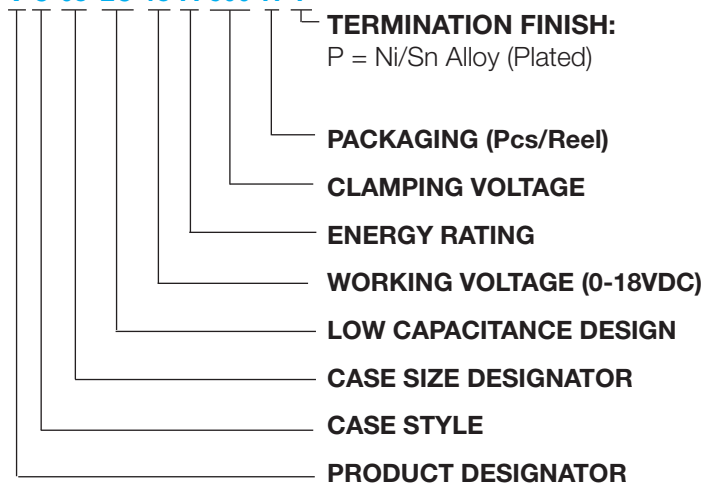 TERMINATION FINISH:
P = Ni/Sn Alloy (Plated)
PACKAGING (Pcs/Reel)
CLAMPING VOLTAGE
ENERGY RATING
WORKING VOLTAGE (0-18VDC)
LOW CAPACITANCE DESIGN
CASE SIZE DESIGNATOR
CASE STYLE
PRODUCT DESIGNATOR